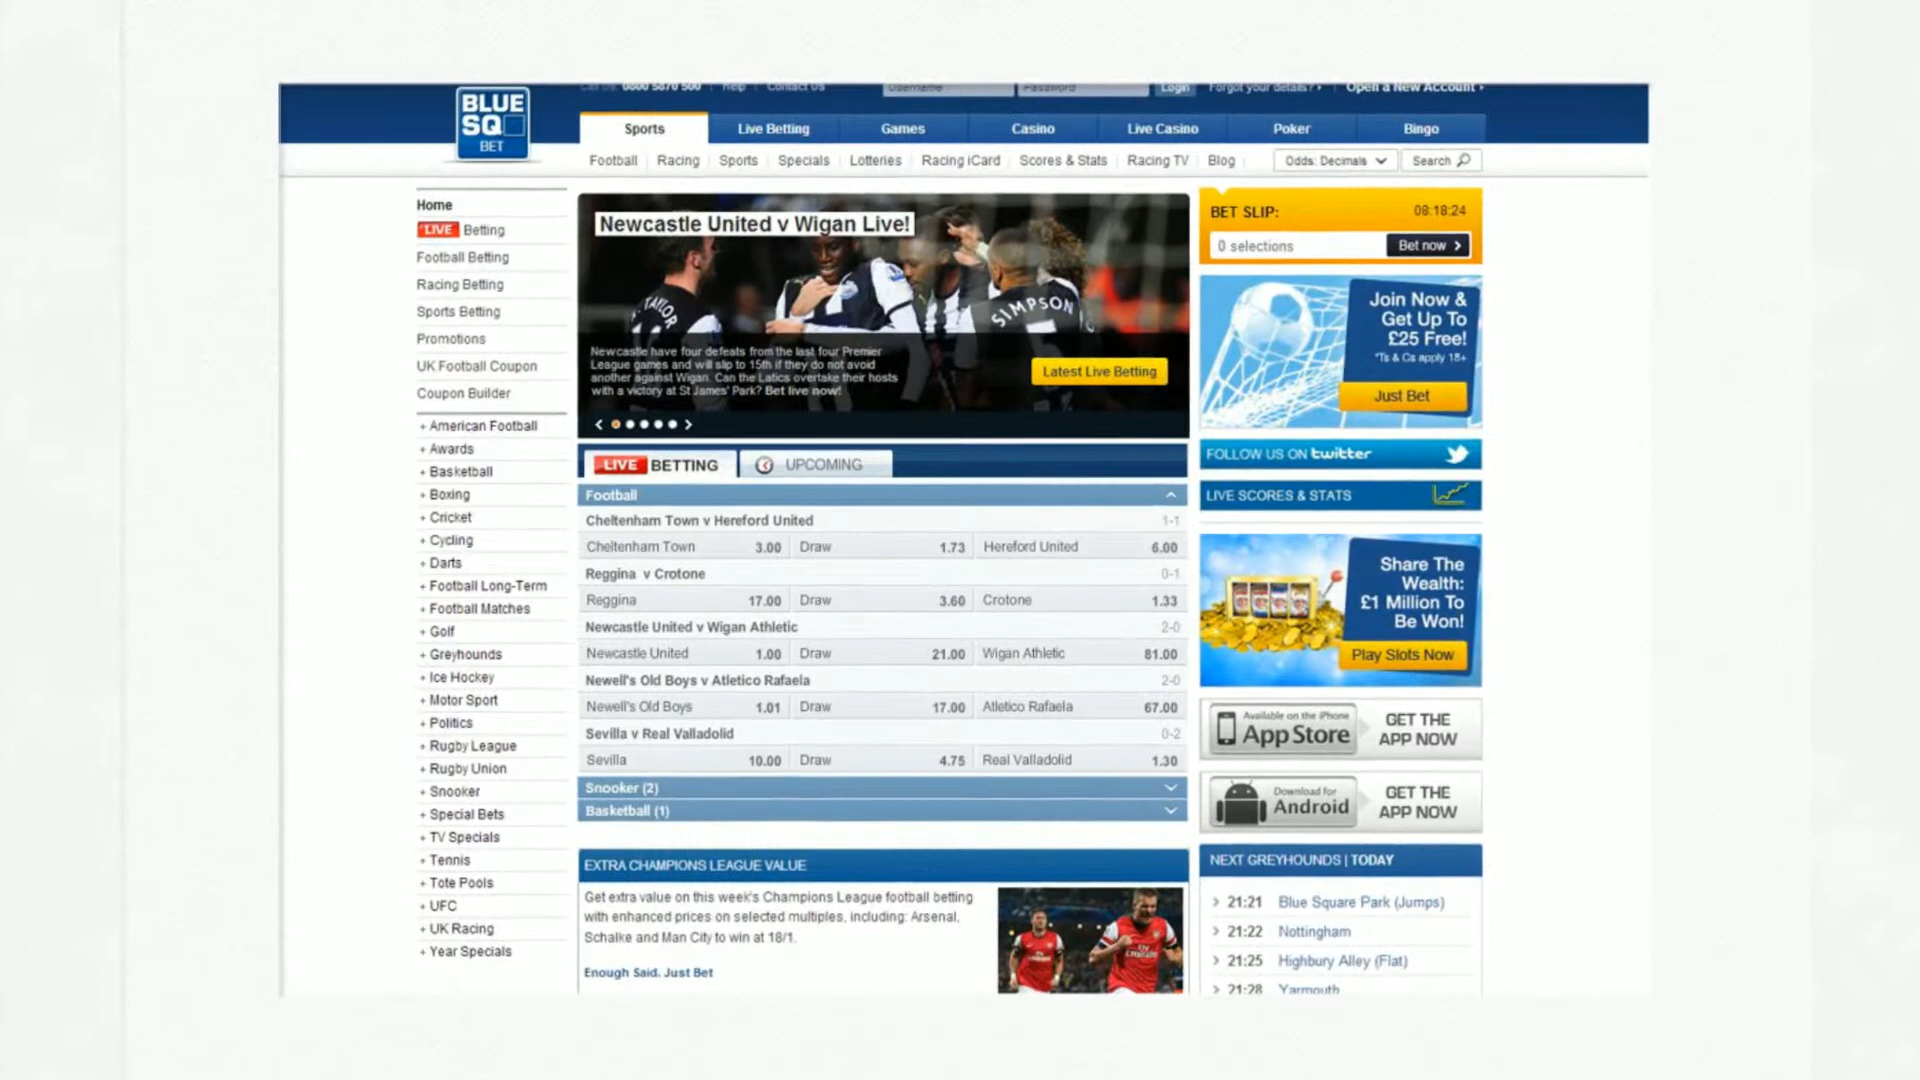 Call Us: 0800 5870 500
Help
Contact Us
Username
Password
Login
Forgot your details?
Open a New Account
BLUE
SQ
BET
Sports
Live Betting
Games
Casino
Live Casino
Poker
Bingo
Football
Racing
Sports
Specials
Lotteries
Racing iCard
Scores & Stats
Racing TV
Blog
Odds: Decimals
Search
Home
LIVE Betting
Football Betting
Racing Betting
Sports Betting
Promotions
UK Football Coupon
Coupon Builder
+ American Football
+ Awards
+ Basketball
+ Boxing
+ Cricket
+ Cycling
+ Darts
+ Football Long-Term
+ Football Matches
+ Golf
+ Greyhounds
+ Ice Hockey
+ Motor Sport
+ Politics
+ Rugby League
+ Rugby Union
+ Snooker
+ Special Bets
+ TV Specials
+ Tennis
+ Tote Pools
+ UFC
+ UK Racing
+ Year Specials
Newcastle United v Wigan Live!
TAYLOR
SIMPSON
Newcastle have four defeats from the last four Premier
League games and will slip to 15th if they do not avoid
another against Wigan. Can the Latics overtake their hosts
with a victory at St James' Park? Bet live now!
Latest Live Betting
LIVE BETTING
UPCOMING
Football
Cheltenham Town v Hereford United 1-1
Cheltenham Town 3.00 Draw 1.73 Hereford United 6.00
Reggina v Crotone 0-1
Reggina 17.00 Draw 3.60 Crotone 1.33
Newcastle United v Wigan Athletic 2-0
Newcastle United 1.00 Draw 21.00 Wigan Athletic 81.00
Newell's Old Boys v Atletico Rafaela 2-0
Newell's Old Boys 1.01 Draw 17.00 Atletico Rafaela 67.00
Sevilla v Real Valladolid 0-2
Sevilla 10.00 Draw 4.75 Real Valladolid 1.30
Snooker (2)
Basketball (1)
EXTRA CHAMPIONS LEAGUE VALUE
Get extra value on this week's Champions League football betting
with enhanced prices on selected multiples, including: Arsenal,
Schalke and Man City to win at 18/1.
Enough Said. Just Bet
BET SLIP: 08:18:24
0 selections
Bet now
Join Now &
Get Up To
£25 Free!
*Ts & Cs apply 18+
Just Bet
FOLLOW US ON twitter
LIVE SCORES & STATS
Share The
Wealth:
£1 Million To
Be Won!
Play Slots Now
Available on the iPhone
App Store
GET THE
APP NOW
Download for
Android
GET THE
APP NOW
NEXT GREYHOUNDS | TODAY
21:21 Blue Square Park (Jumps)
21:22 Nottingham
21:25 Highbury Alley (Flat)
21:28 Yarmouth